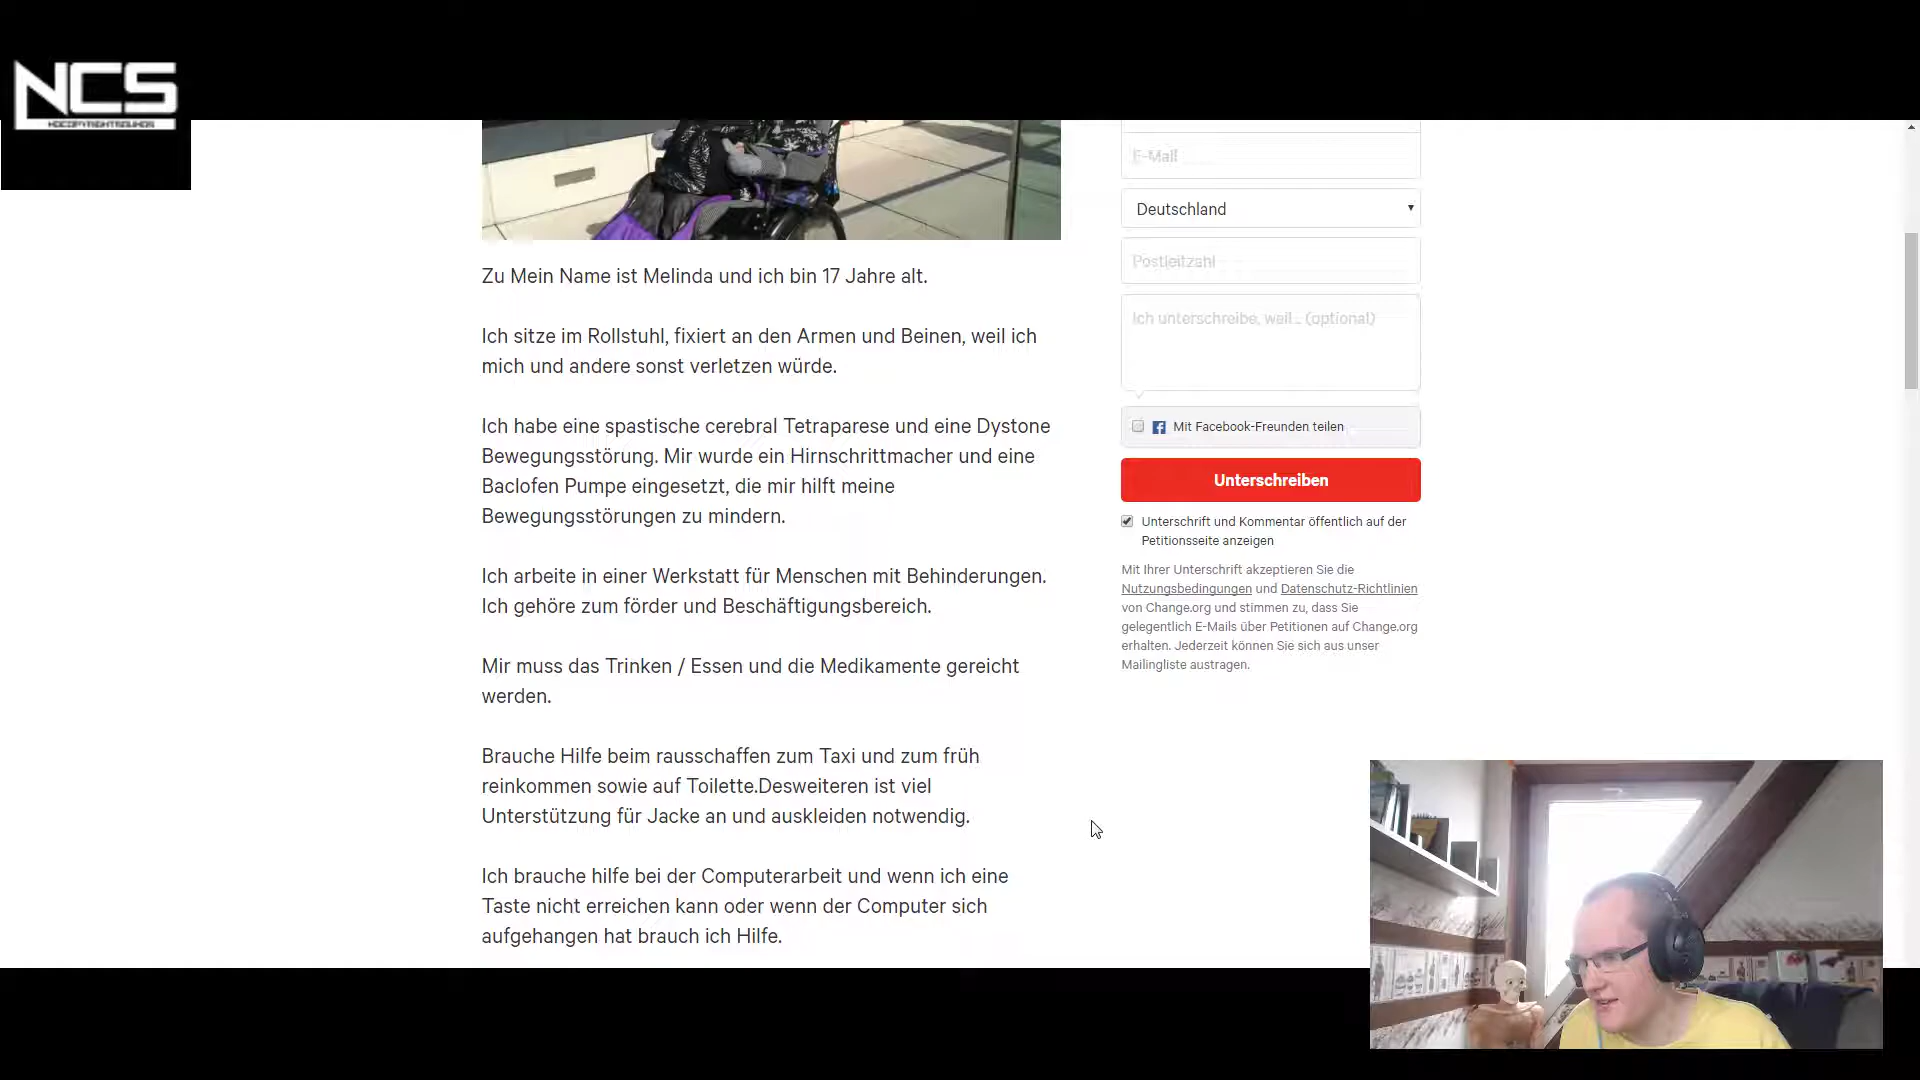 NCS
E-Mail
Deutschland
Postleitzahl
Ich unterschreibe, weil... (optional)
Mit Facebook-Freunden teilen
Unterschreiben
Unterschrift und Kommentar öffentlich auf der
Petitionsseite anzeigen
Mit Ihrer Unterschrift akzeptieren Sie die
Nutzungsbedingungen und Datenschutz-Richtlinien
von Change.org und stimmen zu, dass Sie
gelegentlich E-Mails über Petitionen auf Change.org
erhalten. Jederzeit können Sie sich aus unser
Mailingliste austragen.
Zu Mein Name ist Melinda und ich bin 17 Jahre alt.
Ich sitze im Rollstuhl, fixiert an den Armen und Beinen, weil ich
mich und andere sonst verletzen würde.
Ich habe eine spastische cerebral Tetraparese und eine Dystone
Bewegungsstörung. Mir wurde ein Hirnschrittmacher und eine
Baclofen Pumpe eingesetzt, die mir hilft meine
Bewegungsstörungen zu mindern.
Ich arbeite in einer Werkstatt für Menschen mit Behinderungen.
Ich gehöre zum förder und Beschäftigungsbereich.
Mir muss das Trinken / Essen und die Medikamente gereicht
werden.
Brauche Hilfe beim rausschaffen zum Taxi und zum früh
reinkommen sowie auf Toilette.Desweiteren ist viel
Unterstützung für Jacke an und auskleiden notwendig.
Ich brauche hilfe bei der Computerarbeit und wenn ich eine
Taste nicht erreichen kann oder wenn der Computer sich
aufgehangen hat brauch ich Hilfe.